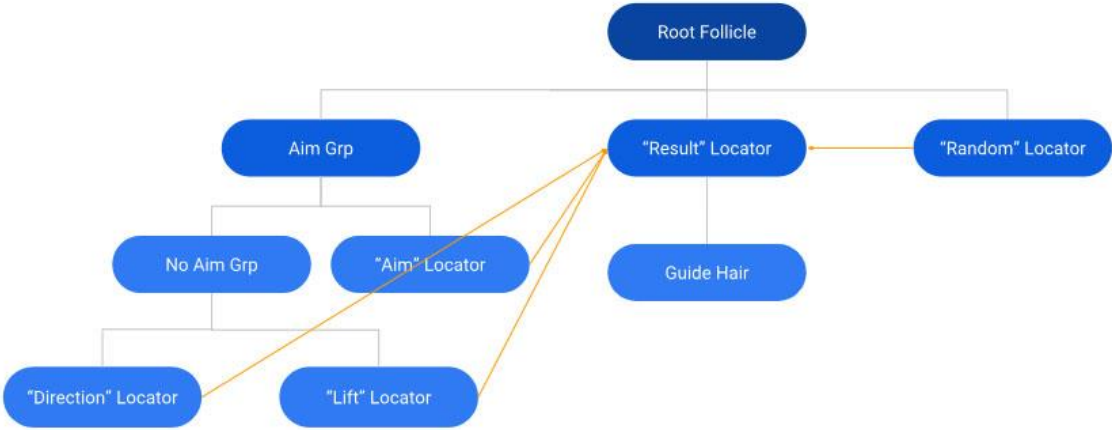 Root Follicle
Aim Grp
“Result” Locator
“Random” Locator
No Aim Grp
“Aim” Locator
Guide Hair
“Direction” Locator
“Lift” Locator